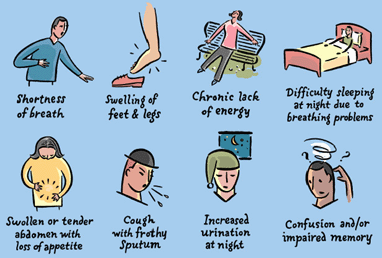 Shortness
of breath
Swelling of
feet & legs
Chronic lack
of energy
Difficulty sleeping
at night due to
breathing problems
Swollen or tender
abdomen with
loss of appetite
Cough
with frothy
Sputum
Increased
urination
at night
Confusion and/or
impaired memory
? ?